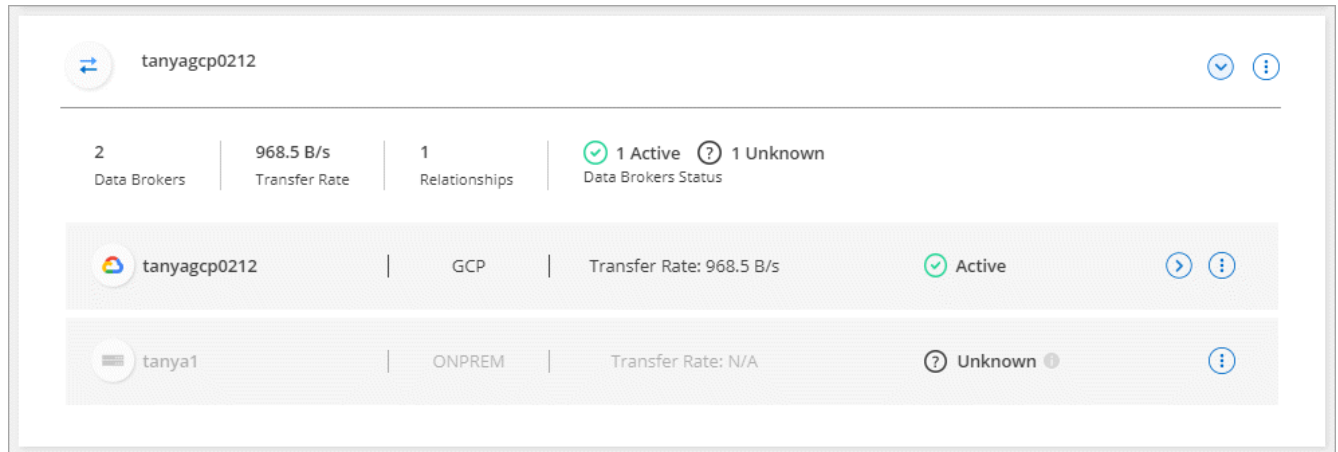 tanyagcp0212
2 968.5 B/s 1 1 Active 1 Unknown
Data Brokers Transfer Rate Relationships Data Brokers Status
tanyagcp0212 GCP Transfer Rate: 968.5 B/s Active
tanya1 ONPREM Transfer Rate: N/A Unknown